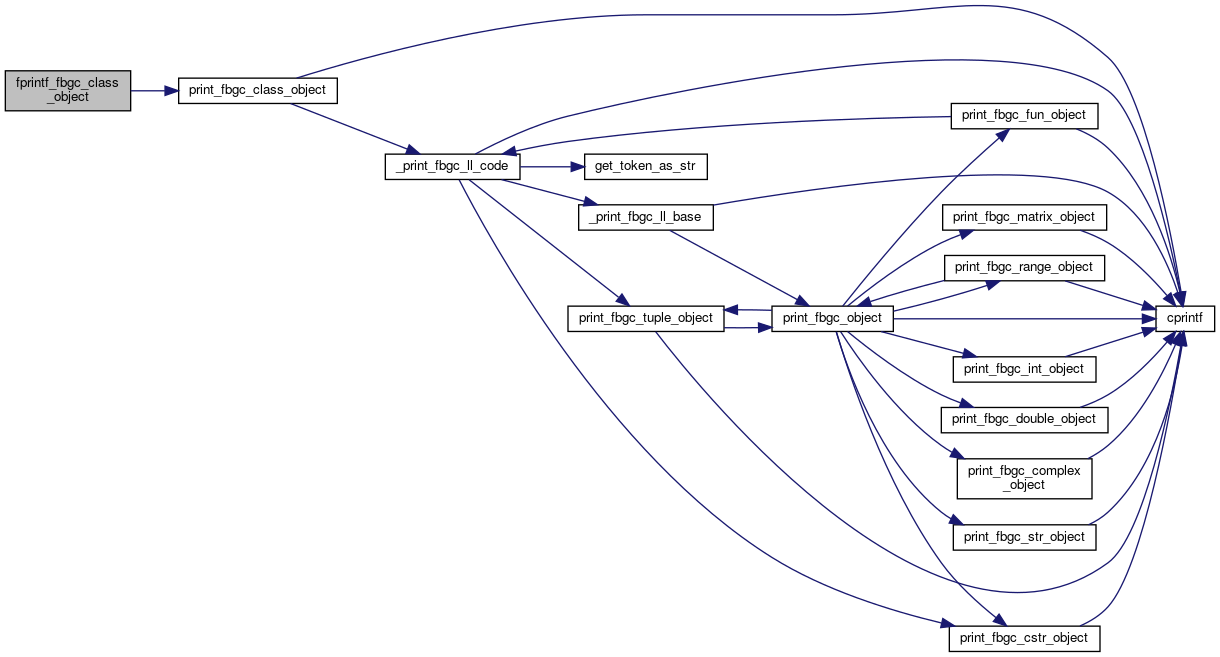 fprintf_fbgc_class
_object
print_fbgc_class_object
_print_fbgc_ll_code
get_token_as_str
_print_fbgc_ll_base
print_fbgc_tuple_object
print_fbgc_object
print_fbgc_fun_object
print_fbgc_matrix_object
print_fbgc_range_object
cprintf
print_fbgc_int_object
print_fbgc_double_object
print_fbgc_complex
_object
print_fbgc_str_object
print_fbgc_cstr_object